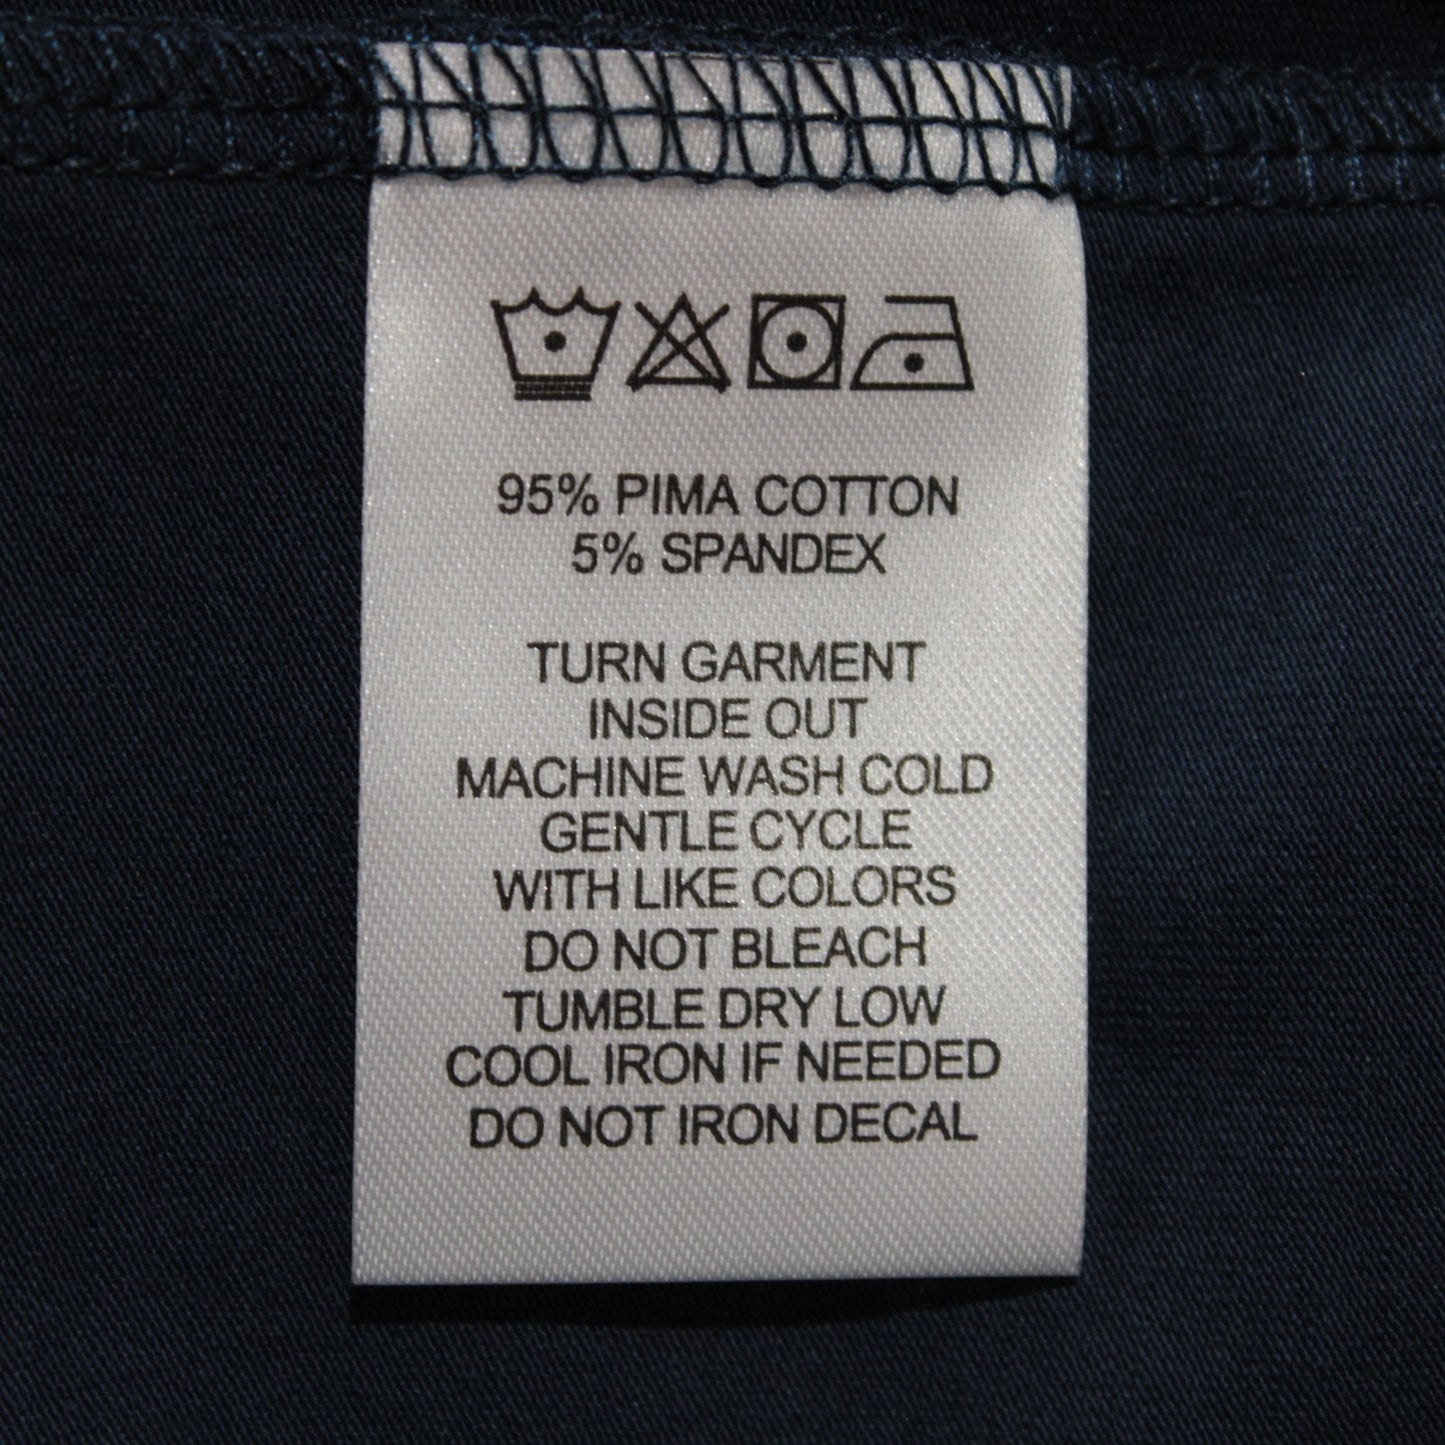 95% PIMA COTTON
5% SPANDEX
TURN GARMENT
INSIDE OUT
MACHINE WASH COLD
GENTLE CYCLE
WITH LIKE COLORS
DO NOT BLEACH
TUMBLE DRY LOW
COOL IRON IF NEEDED
DO NOT IRON DECAL